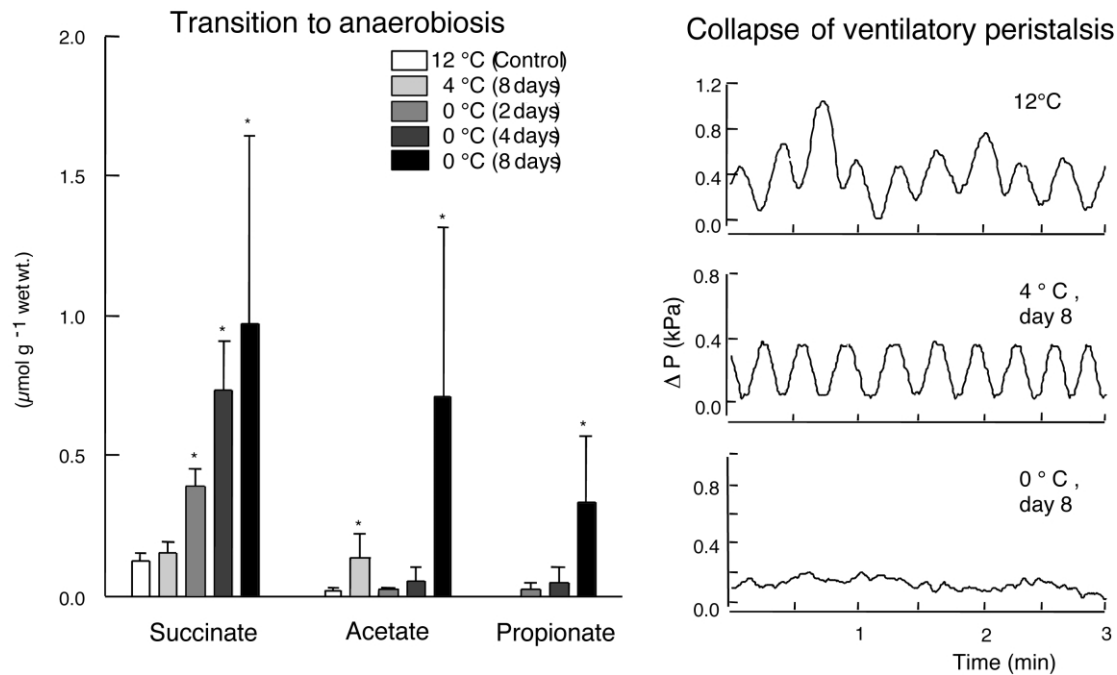 Transition to anaerobiosis
2.0
1.5
1.0
0.5
0.0
(µmol g -1 wet wt.)
12 °C (Control)
4 °C (8 days)
0 °C (2 days)
0 °C (4 days)
0 °C (8 days)
*
*
*
*
*
*
Succinate
Acetate
Propionate
Collapse of ventilatory peristalsis
1.2
0.8
0.4
0.0
12°C
0.8
0.4
0.0
4 ° C ,
day 8
Δ P (kPa)
0.8
0.4
0.0
0 ° C ,
day 8
1
2
3
Time (min)